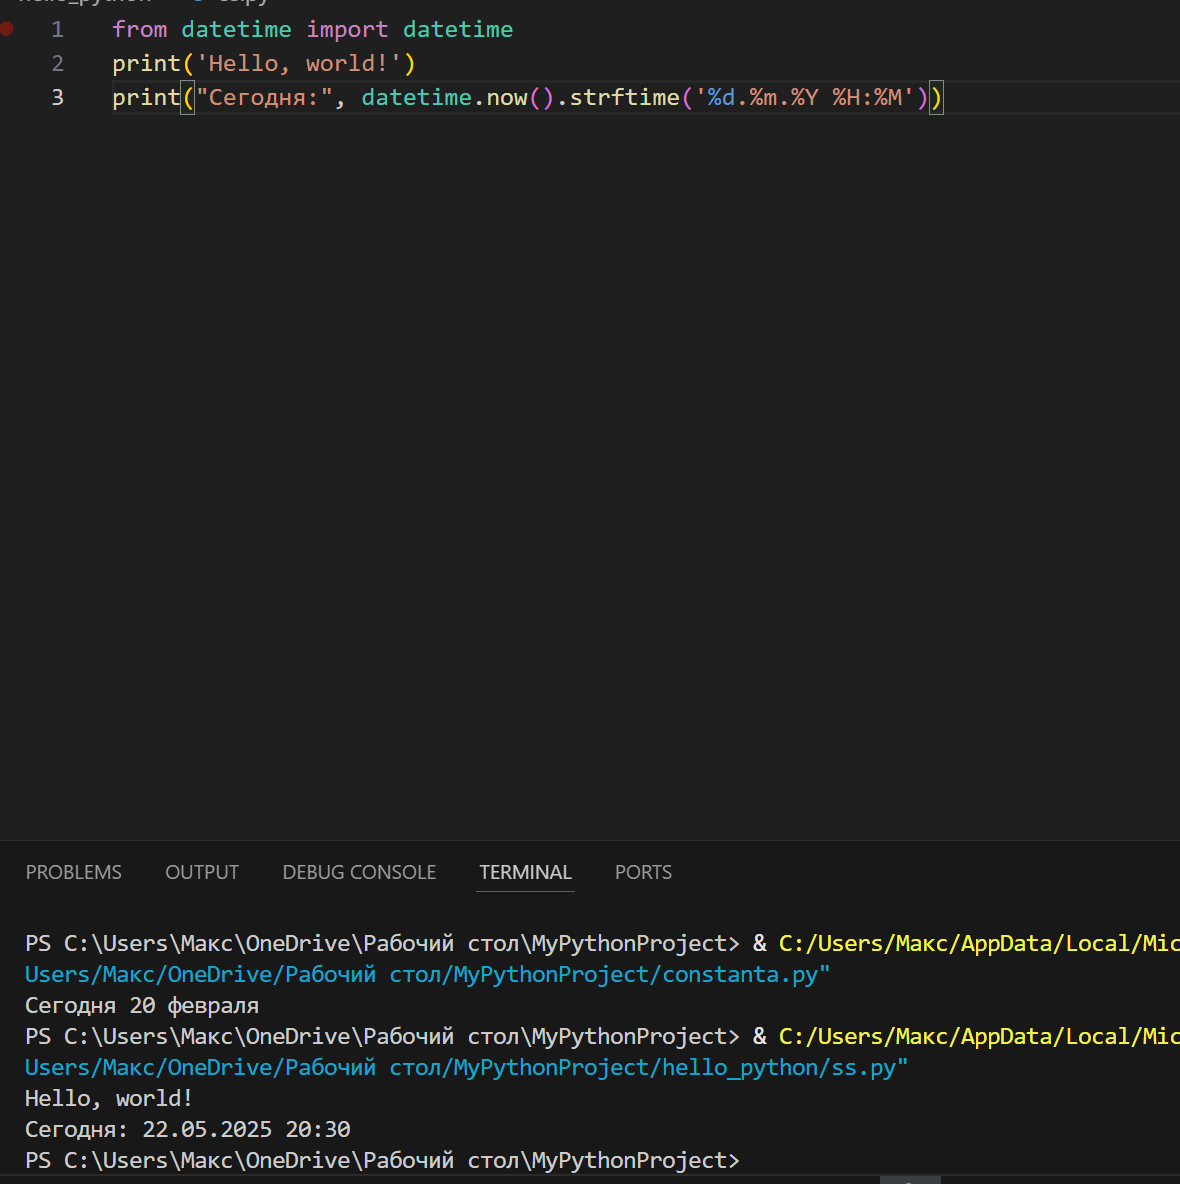 1 from datetime import datetime
2 print('Hello, world!')
3 print("Сегодня:", datetime.now().strftime('%d.%m.%Y %H:%M'))
PROBLEMS OUTPUT DEBUG CONSOLE TERMINAL PORTS
PS C:\Users\Макс\OneDrive\Рабочий стол\MyPythonProject> & C:/Users/Макс/AppData/Local/Mic
Users/Макс/OneDrive/Рабочий стол/MyPythonProject/constanta.py"
Сегодня 20 февраля
PS C:\Users\Макс\OneDrive\Рабочий стол\MyPythonProject> & C:/Users/Макс/AppData/Local/Mic
Users/Макс/OneDrive/Рабочий стол/MyPythonProject/hello_python/ss.py"
Hello, world!
Сегодня: 22.05.2025 20:30
PS C:\Users\Макс\OneDrive\Рабочий стол\MyPythonProject>